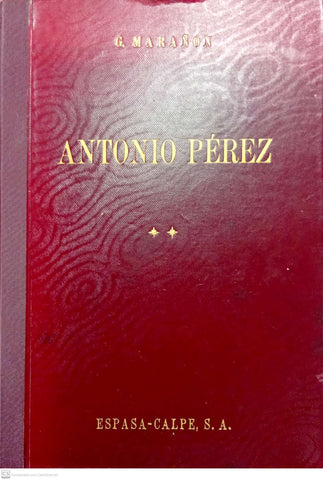 G. MARAÑON
ANTONIO PÉREZ
ESPASA-CALPE, S. A.